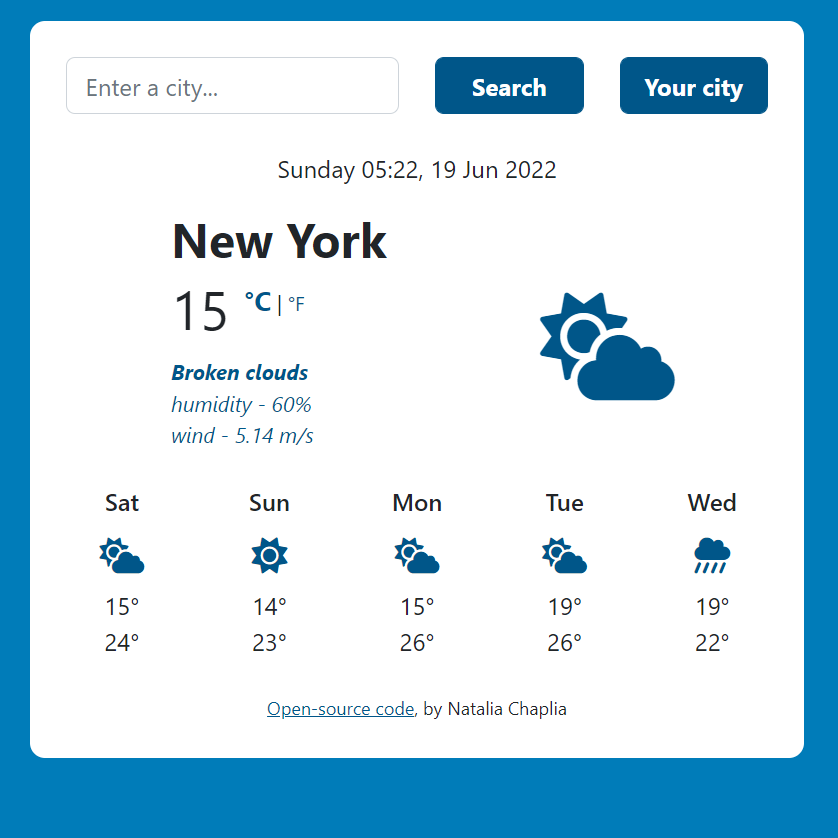 Enter a city...
Search
Your city
Sunday 05:22, 19 Jun 2022
New York
15 °C | °F
Broken clouds
humidity - 60%
wind - 5.14 m/s
Sat Sun Mon Tue Wed
15° 14° 15° 19° 19°
24° 23° 26° 26° 22°
Open-source code, by Natalia Chaplia